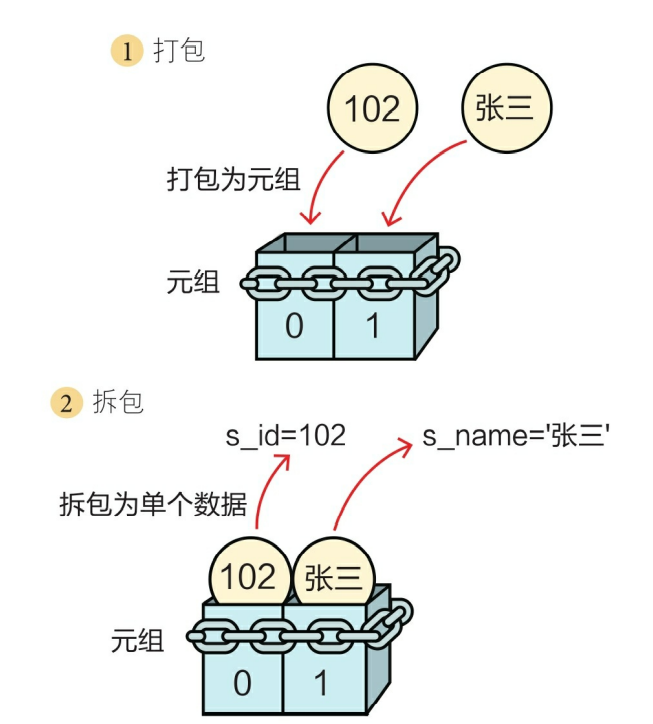 1 打包
102 张三
打包为元组
元组
0 1
2 拆包
s_id=102 s_name='张三'
拆包为单个数据
102 张三
元组
0 1